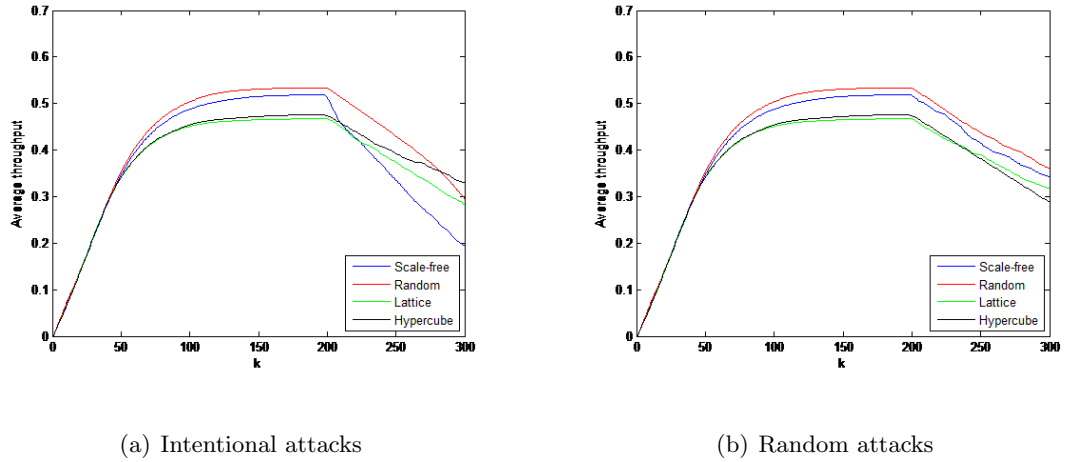 0.7
0.6
0.5
0.4
0.3
0.2
0.1
0
Average throughput
0 50 100 150 200 250 300
k
Scale-free
Random
Lattice
Hypercube
(a) Intentional attacks
0.7
0.6
0.5
0.4
0.3
0.2
0.1
0
Average throughput
0 50 100 150 200 250 300
k
Scale-free
Random
Lattice
Hypercube
(b) Random attacks